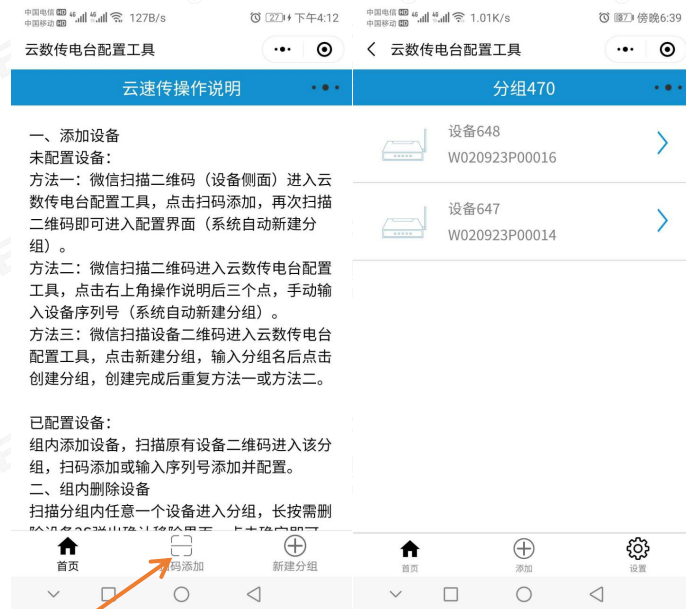 中国电信 HD 46
中国移动 HD 46 127B/s
27 下午4:12
云数传电台配置工具
云速传操作说明
一、添加设备
未配置设备：
方法一：微信扫描二维码（设备侧面）进入云
数传电台配置工具，点击扫码添加，再次扫描
二维码即可进入配置界面（系统自动新建分
组）。
方法二：微信扫描二维码进入云数传电台配置
工具，点击右上角操作说明后三个点，手动输
入设备序列号（系统自动新建分组）。
方法三：微信扫描设备二维码进入云数传电台
配置工具，点击新建分组，输入分组名后点击
创建分组，创建完成后重复方法一或方法二。
已配置设备：
组内添加设备，扫描原有设备二维码进入该分
组，扫码添加或输入序列号添加并配置。
二、组内删除设备
扫描分组内任意一个设备进入分组，长按需删
首页
码添加
新建分组
中国电信 HD 46
中国移动 HD 46 1.01K/s
傍晚6:39
云数传电台配置工具
分组470
设备648
W020923P00016
设备647
W020923P00014
首页
添加
设置